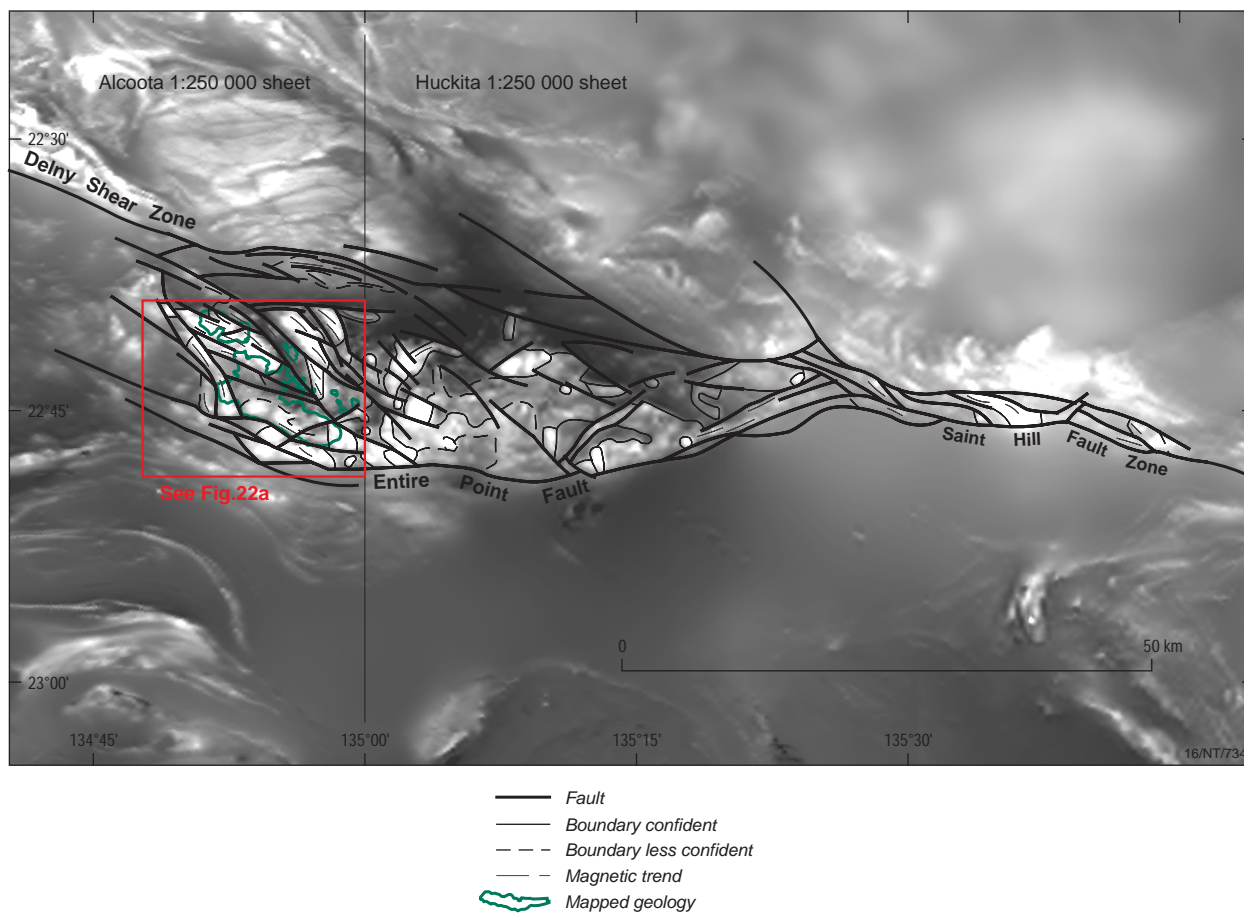 Alcoota 1:250 000 sheet
Huckita 1:250 000 sheet
22°30'
Delny Shear Zone
22°45'
Saint Hill Fault Zone
Entire Point Fault
See Fig.22a
0
50 km
23°00'
134°45'
135°00'
135°15'
135°30'
16/NT/734
Fault
Boundary confident
Boundary less confident
Magnetic trend
Mapped geology